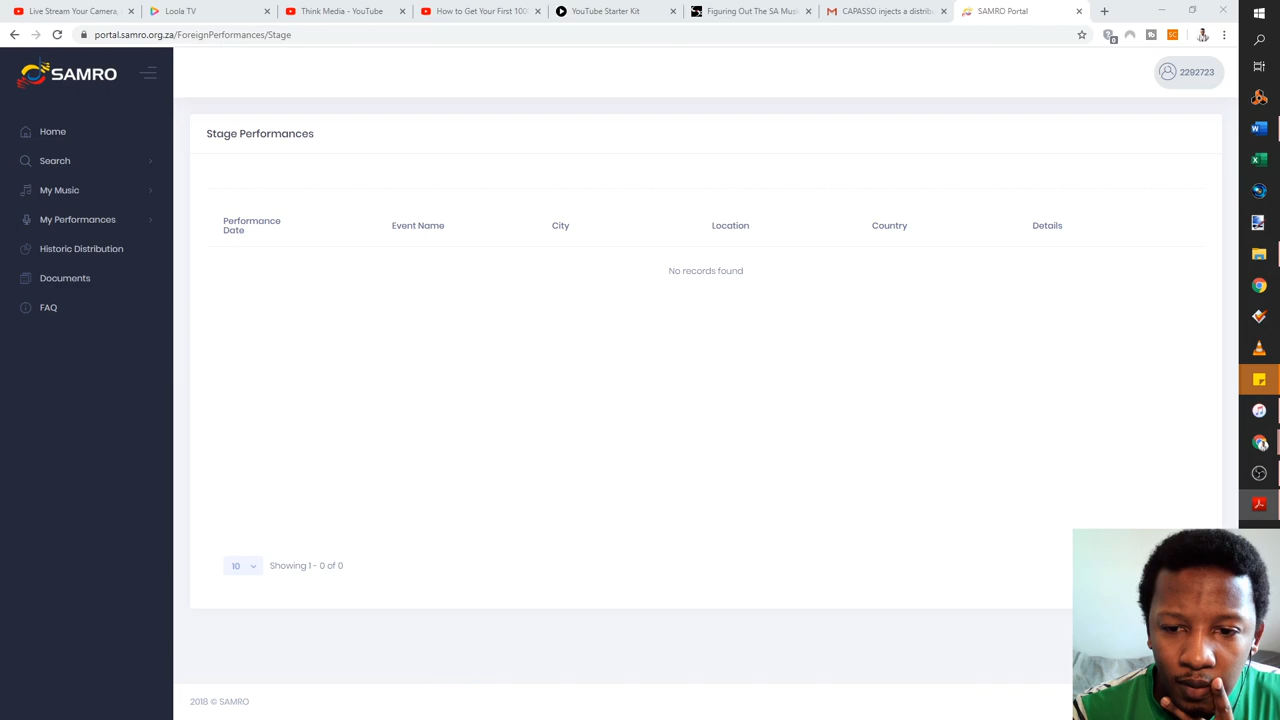 Live Stream Your Camera,
Loola TV
Think Media - YouTube
How to Get Your First 100
YouTube Starter Kit
Figuring Out The SA Mus
CAPASSO injects a distrib
SAMRO Portal
portal.samro.org.za/ForeignPerformances/Stage
0
SAMRO
2292723
Home
Search
My Music
My Performances
Historic Distribution
Documents
FAQ
Stage Performances
Performance Date
Event Name
City
Location
Country
Details
No records found
10
Showing 1 - 0 of 0
2018 © SAMRO